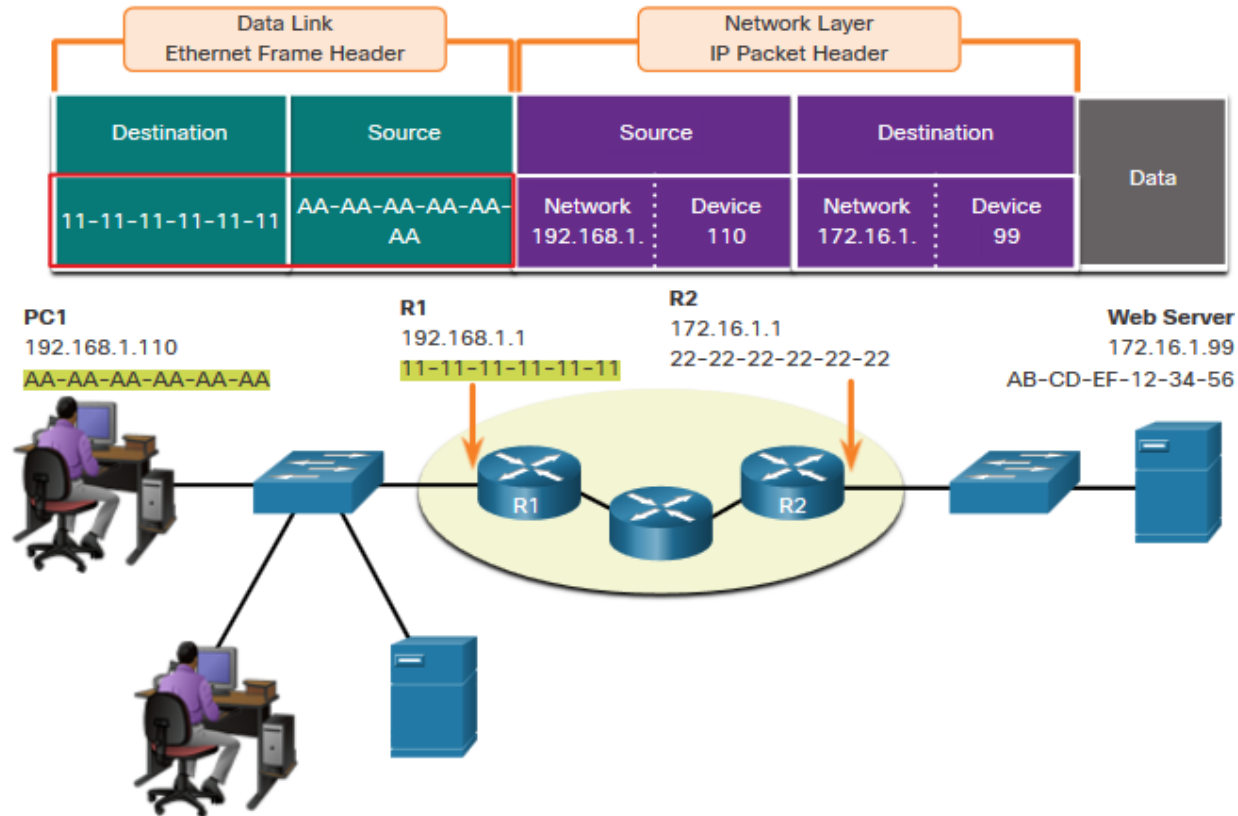 Data Link
Ethernet Frame Header
Network Layer
IP Packet Header
Destination
Source
Source
Destination
Data
11-11-11-11-11-11
AA-AA-AA-AA-AA-
AA
Network
192.168.1.
Device
110
Network
172.16.1.
Device
99
PC1
192.168.1.110
AA-AA-AA-AA-AA-AA
R1
192.168.1.1
11-11-11-11-11-11
R2
172.16.1.1
22-22-22-22-22-22
Web Server
172.16.1.99
AB-CD-EF-12-34-56
R1
R2